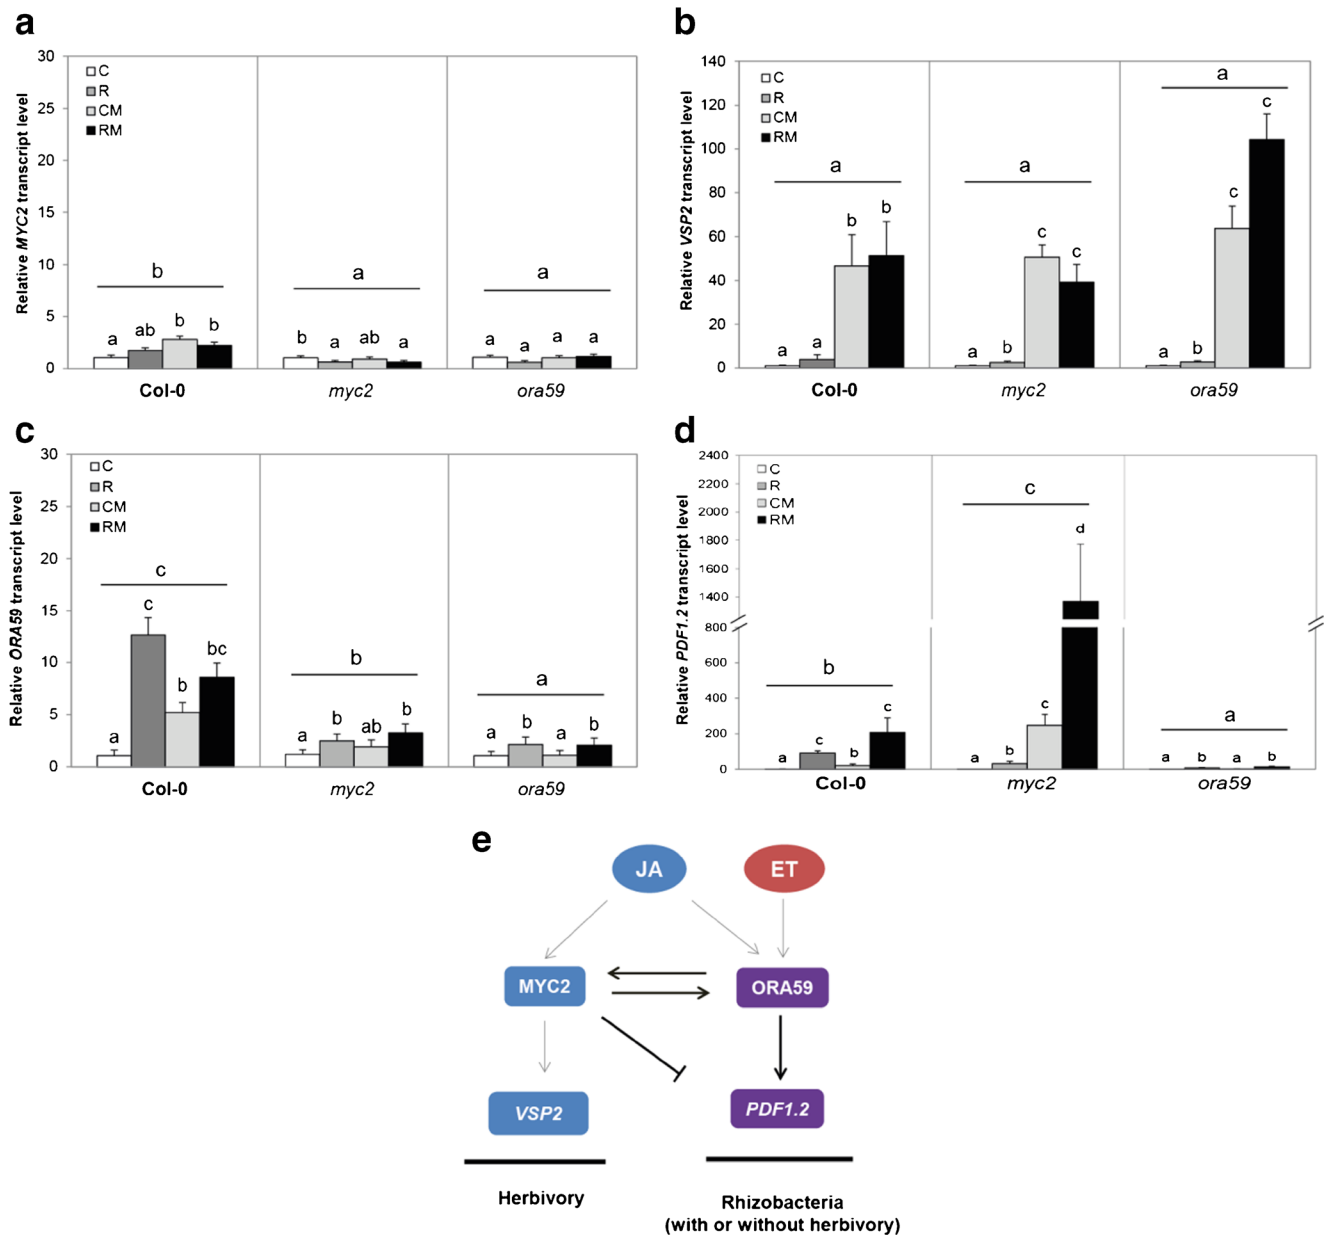 a
Relative MYC2 transcript level
30
25
20
15
10
5
0
C
R
CM
RM
b
a
ab
b
b
a
b
a
ab
a
a
a
a
a
a
Col-0
myc2
ora59
b
Relative VSP2 transcript level
140
120
100
80
60
40
20
0
C
R
CM
RM
a
a
a
b
b
a
a
b
c
c
a
a
b
c
c
Col-0
myc2
ora59
c
Relative ORA59 transcript level
30
25
20
15
10
5
0
C
R
CM
RM
c
a
c
b
bc
b
a
b
ab
b
a
a
b
a
b
Col-0
myc2
ora59
d
Relative PDF1.2 transcript level
2400
2200
2000
1800
1600
1400
800
600
400
200
0
C
R
CM
RM
b
a
c
b
c
c
a
b
c
d
a
a
b
a
b
Col-0
myc2
ora59
e
JA
ET
MYC2
ORA59
VSP2
PDF1.2
Herbivory
Rhizobacteria
(with or without herbivory)